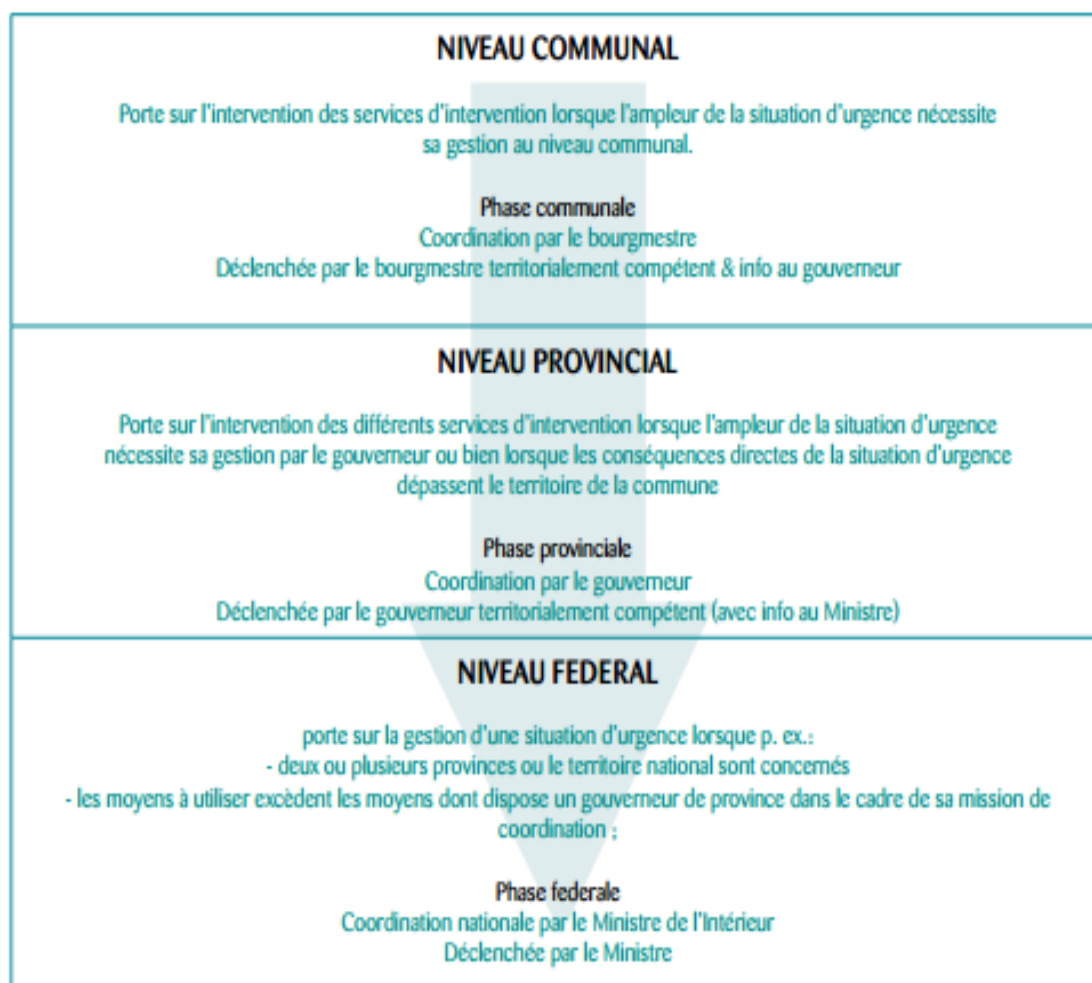 NIVEAU COMMUNAL
Porte sur l'intervention des services d'intervention lorsque l'ampleur de la situation d'urgence nécessite
sa gestion au niveau communal.
Phase communale
Coordination par le bourgmestre
Déclenchée par le bourgmestre territorialement compétent & info au gouverneur
NIVEAU PROVINCIAL
Porte sur l'intervention des différents services d'intervention lorsque l'ampleur de la situation d'urgence
nécessite sa gestion par le gouverneur ou bien lorsque les conséquences directes de la situation d'urgence
dépassent le territoire de la commune
Phase provinciale
Coordination par le gouverneur
Déclenchée par le gouverneur territorialement compétent (avec info au Ministre)
NIVEAU FEDERAL
porte sur la gestion d'une situation d'urgence lorsque p. ex.:
- deux ou plusieurs provinces ou le territoire national sont concernés
- les moyens à utiliser excèdent les moyens dont dispose un gouverneur de province dans le cadre de sa mission de
coordination ;
Phase federale
Coordination nationale par le Ministre de l'Intérieur
Déclenchée par le Ministre